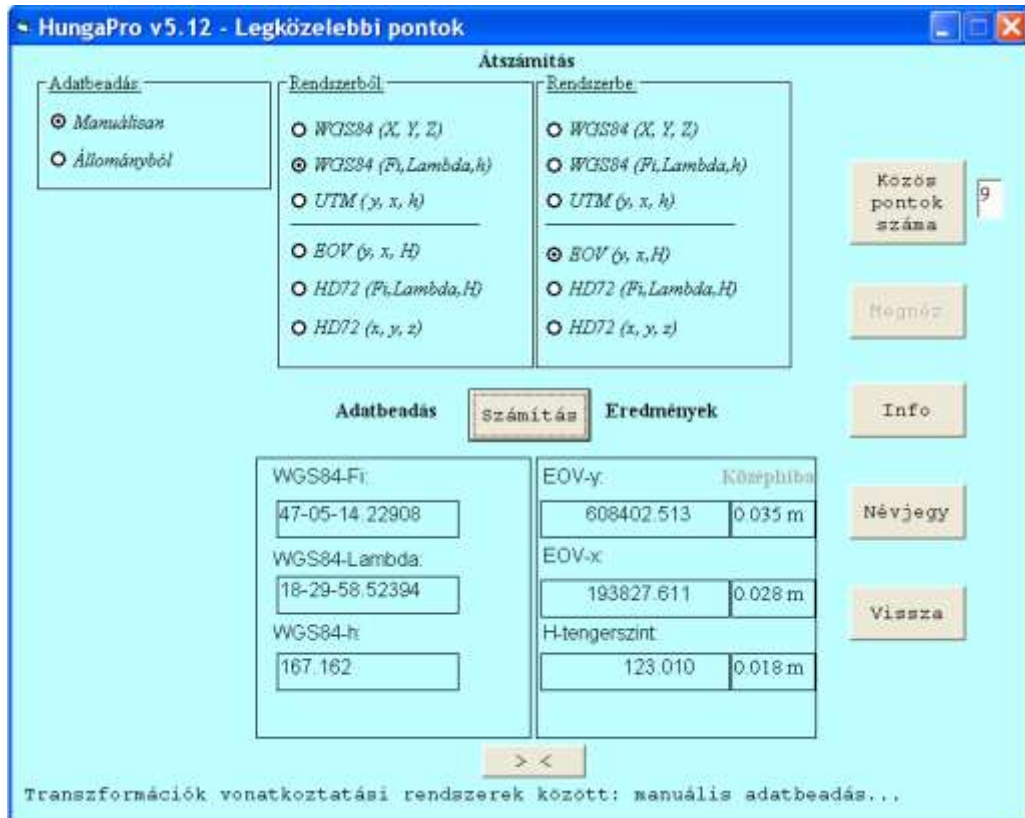 HungaPro v5.12 - Legközelebbi pontok
Átszámítás
Adatbeadás
Manuálisan
Állományból
Rendszerből
WGS84 (X, Y, Z)
WGS84 (Fi,Lambda,h)
UTM (y, x, h)
EOV (y, x, H)
HD72 (Fi,Lambda,H)
HD72 (x, y, z)
Rendszerbe
WGS84 (X, Y, Z)
WGS84 (Fi,Lambda,h)
UTM (y, x, h)
EOV (y, x,H)
HD72 (Fi,Lambda,H)
HD72 (x, y, z)
Közös
pontok
száma
9
Megnéz
Info
Névjegy
Vissza
Adatbeadás
Számítás
Eredmények
WGS84-Fi:
47-05-14.22908
WGS84-Lambda:
18-29-58.52394
WGS84-h:
167.162
EOV-y:
Középhiba
608402.513
0.035 m
EOV-x:
193827.611
0.028 m
H-tengerszint:
123.010
0.018 m
> <
Transzformációk vonatkoztatási rendszerek között: manuális adatbeadás...